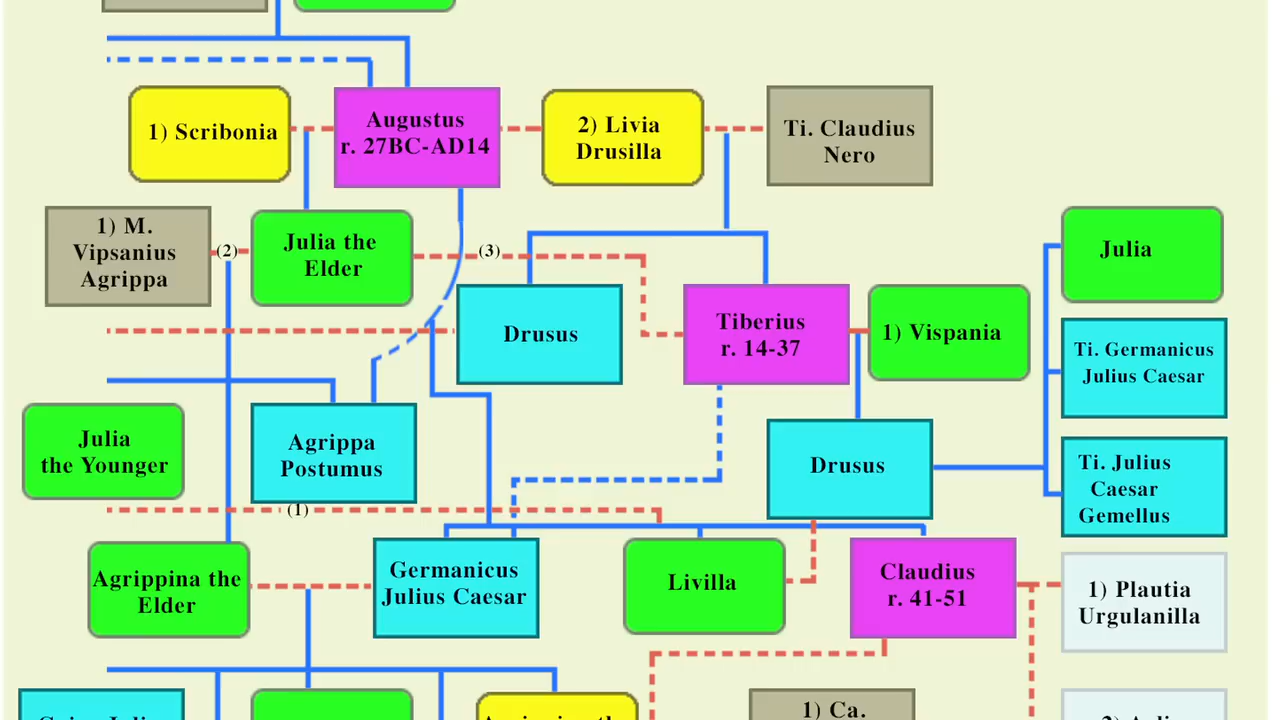 1) Scribonia
Augustus
r. 27BC-AD14
2) Livia
Drusilla
Ti. Claudius
Nero
1) M.
Vipsanius
Agrippa
(2)
Julia the
Elder
(3)
Julia
Drusus
Tiberius
r. 14-37
1) Vispania
Ti. Germanicus
Julius Caesar
Julia
the Younger
Agrippa
Postumus
Drusus
Ti. Julius
Caesar
Gemellus
(1)
Agrippina the
Elder
Germanicus
Julius Caesar
Livilla
Claudius
r. 41-51
1) Plautia
Urgulanilla
1) Ca.